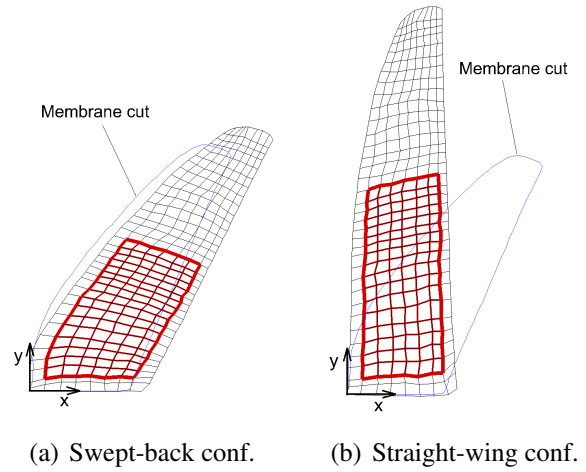 Membrane cut
y
x
(a) Swept-back conf.
Membrane cut
y
x
(b) Straight-wing conf.